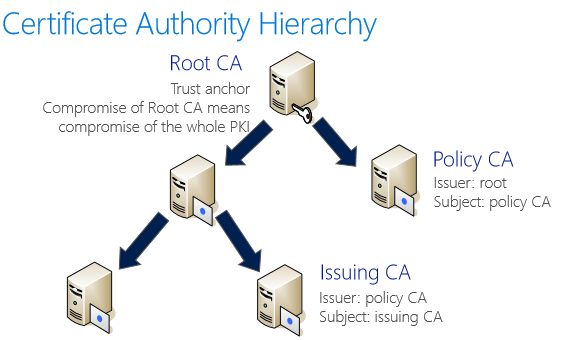 Certificate Authority Hierarchy
Root CA
Trust anchor
Compromise of Root CA means
compromise of the whole PKI
Policy CA
Issuer: root
Subject: policy CA
Issuing CA
Issuer: policy CA
Subject: issuing CA